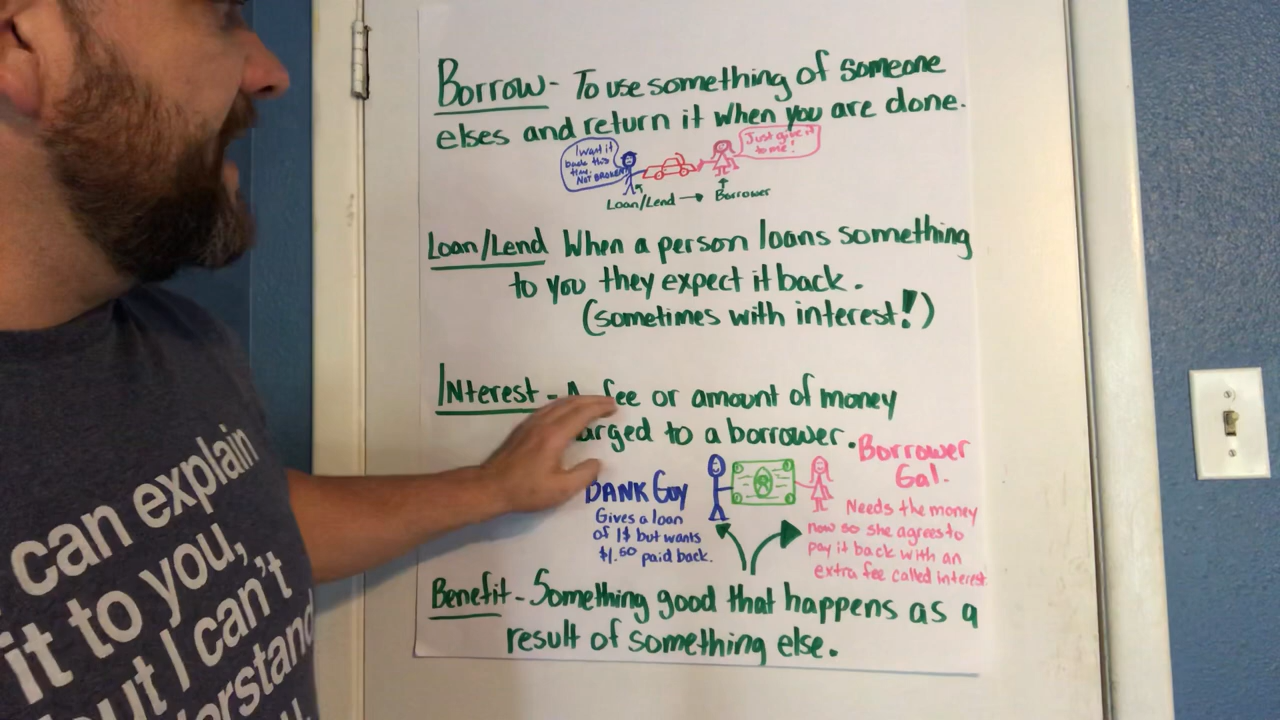 Borrow - To use something of someone
elses and return it when you are done.
I want it
back this
time.
NOT BROKEN!
Just give it
to me!
Loan/Lend → Borrower
Loan/Lend When a person loans something
to you they expect it back.
(sometimes with interest!)
Interest - A fee or amount of money
arged to a borrower.
BANK Guy
Gives a loan
of 1$ but wants
$1.50 paid back.
Borrower
Gal.
Needs the money
now so she agrees to
pay it back with an
extra fee called interest
Benefit - Something good that happens as a
result of something else.
can explain
it to you,
but I can't
derstand
u.